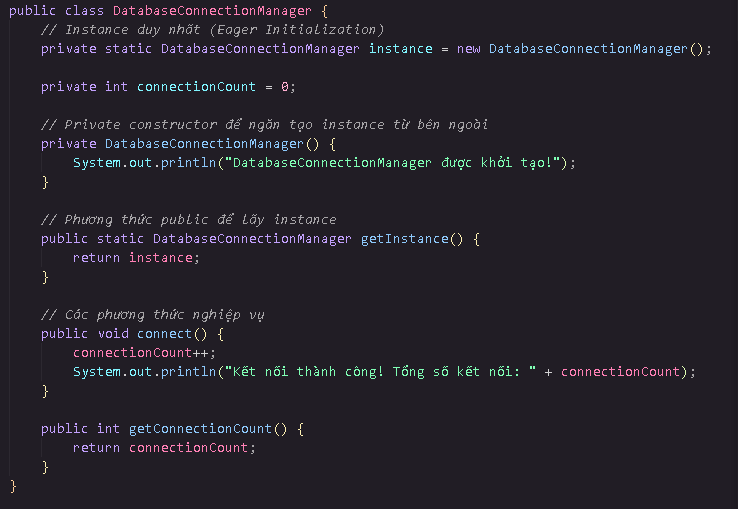 public class DatabaseConnectionManager {
    // Instance duy nhất (Eager Initialization)
    private static DatabaseConnectionManager instance = new DatabaseConnectionManager();

    private int connectionCount = 0;

    // Private constructor để ngăn tạo instance từ bên ngoài
    private DatabaseConnectionManager() {
        System.out.println("DatabaseConnectionManager được khởi tạo!");
    }

    // Phương thức public để lấy instance
    public static DatabaseConnectionManager getInstance() {
        return instance;
    }

    // Các phương thức nghiệp vụ
    public void connect() {
        connectionCount++;
        System.out.println("Kết nối thành công! Tổng số kết nối: " + connectionCount);
    }

    public int getConnectionCount() {
        return connectionCount;
    }
}